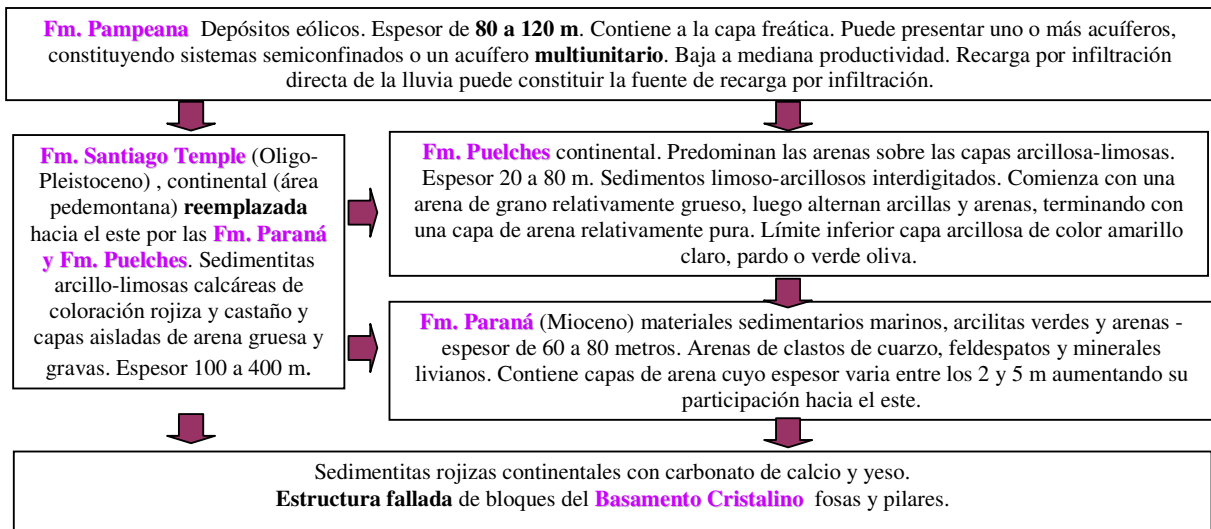 Fm. Pampeana Depósitos eólicos. Espesor de 80 a 120 m. Contiene a la capa freática. Puede presentar uno o más acuíferos,
constituyendo sistemas semiconfinados o un acuífero multiunitario. Baja a mediana productividad. Recarga por infiltración
directa de la lluvia puede constituir la fuente de recarga por infiltración.
Fm. Santiago Temple (Oligo-
Pleistoceno) , continental (área
pedemontana) reemplazada
hacia el este por las Fm. Paraná
y Fm. Puelches. Sedimentitas
arcillo-limosas calcáreas de
coloración rojiza y castaño y
capas aisladas de arena gruesa y
gravas. Espesor 100 a 400 m.
Fm. Puelches continental. Predominan las arenas sobre las capas arcillosa-limosas.
Espesor 20 a 80 m. Sedimentos limoso-arcillosos interdigitados. Comienza con una
arena de grano relativamente grueso, luego alternan arcillas y arenas, terminando con
una capa de arena relativamente pura. Límite inferior capa arcillosa de color amarillo
claro, pardo o verde oliva.
Fm. Paraná (Mioceno) materiales sedimentarios marinos, arcilitas verdes y arenas -
espesor de 60 a 80 metros. Arenas de clastos de cuarzo, feldespatos y minerales
livianos. Contiene capas de arena cuyo espesor varia entre los 2 y 5 m aumentando su
participación hacia el este.
Sedimentitas rojizas continentales con carbonato de calcio y yeso.
Estructura fallada de bloques del Basamento Cristalino fosas y pilares.